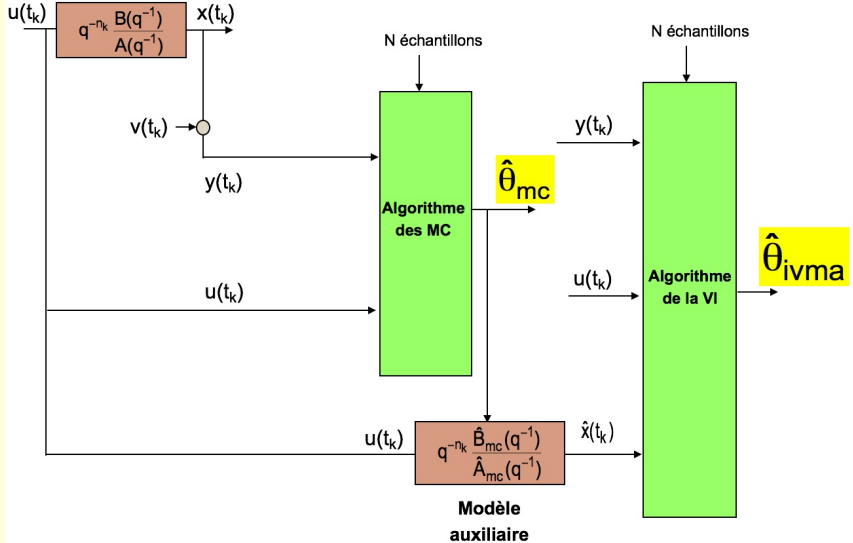 u(tk)
q^-nk B(q^-1)
A(q^-1)
x(tk)
N échantillons
N échantillons
v(tk)
y(tk)
y(tk)
θ̂mc
Algorithme
des MC
θ̂ivma
u(tk)
u(tk)
Algorithme
de la VI
u(tk)
q^-nk B̂mc(q^-1)
Âmc(q^-1)
x̂(tk)
Modèle
auxiliaire